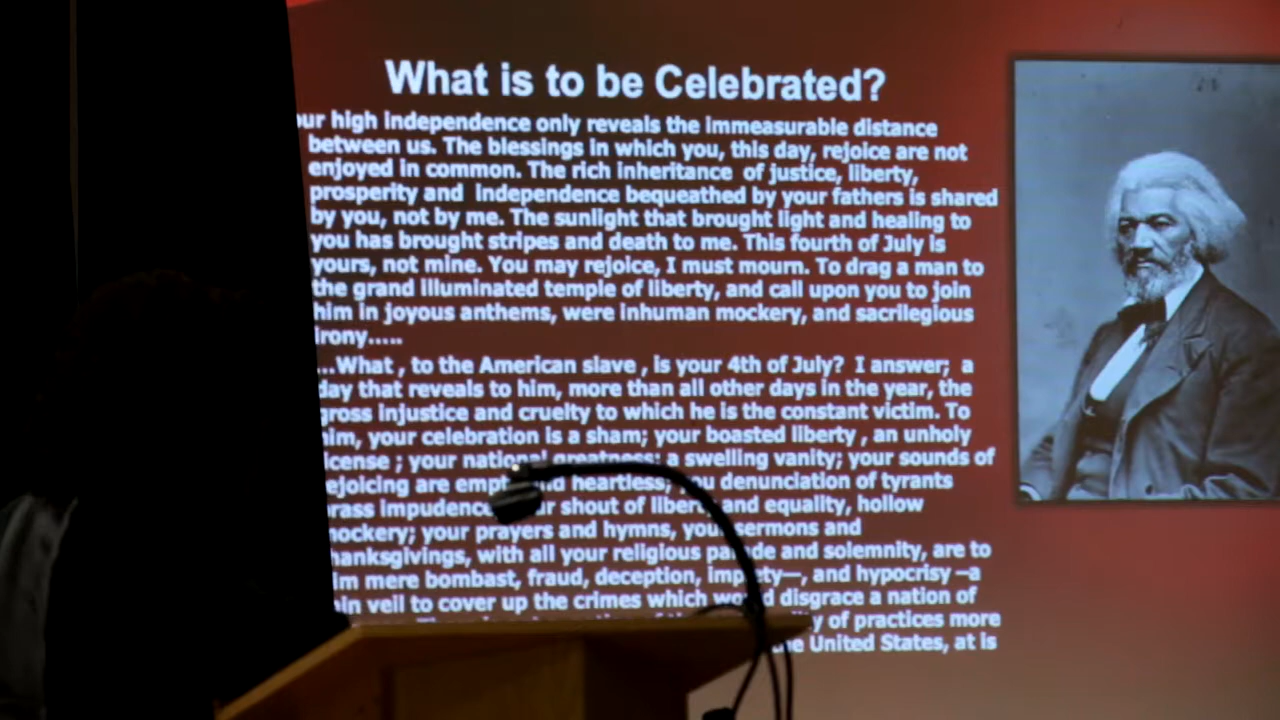 What is to be Celebrated?
our high independence only reveals the immeasurable distance
between us. The blessings in which you, this day, rejoice are not
enjoyed in common. The rich inheritance of justice, liberty,
prosperity and independence bequeathed by your fathers is shared
by you, not by me. The sunlight that brought light and healing to
you has brought stripes and death to me. This fourth of July is
yours, not mine. You may rejoice, I must mourn. To drag a man to
the grand illuminated temple of liberty, and call upon you to join
him in joyous anthems, were inhuman mockery, and sacrilegious
irony.....
...What , to the American slave , is your 4th of July? I answer; a
day that reveals to him, more than all other days in the year, the
gross injustice and cruelty to which he is the constant victim. To
him, your celebration is a sham; your boasted liberty , an unholy
icense ; your national greatness; a swelling vanity; your sounds of
ejoicing are empt nd heartless; you denunciation of tyrants
rass impudence ur shout of liberty and equality, hollow
nockery; your prayers and hymns, your sermons and
hanksgivings, with all your religious parade and solemnity, are to
im mere bombast, fraud, deception, impiety—, and hypocrisy –a
in veil to cover up the crimes which would disgrace a nation of
y of practices more
the United States, at is